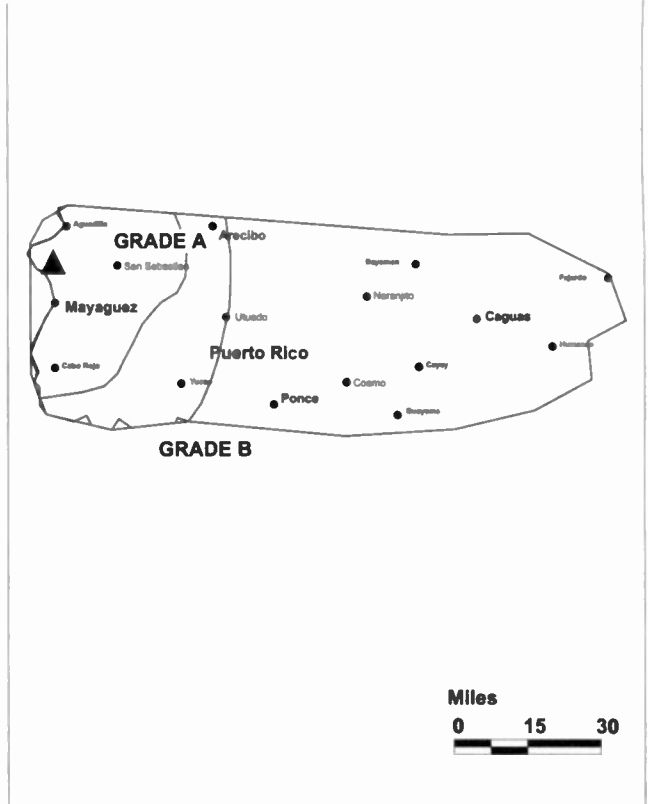 Aguadilla
GRADE A
Arecibo
San Sebastian
Bayamon
Fajardo
Naranjito
Mayaguez
Utuado
Caguas
Humacao
Puerto Rico
Cabo Rojo
Cayey
Yauco
Coamo
Ponce
Guayama
GRADE B
Miles
0 15 30